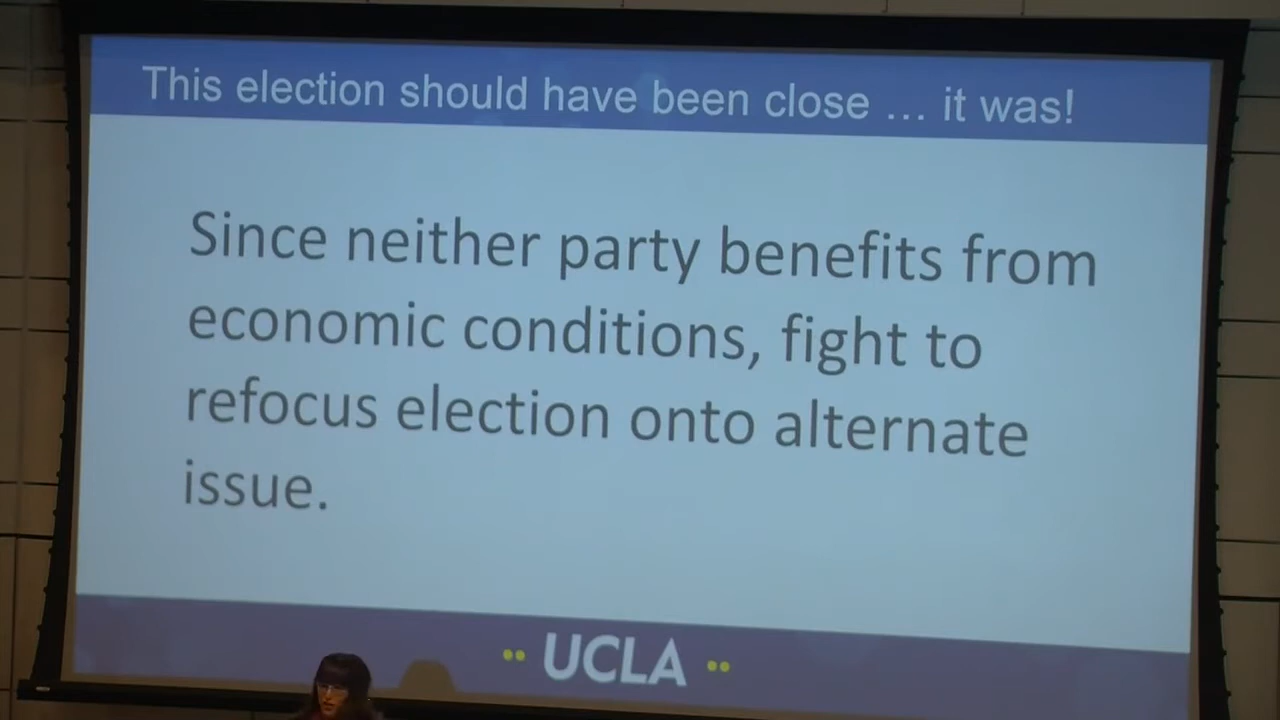 This election should have been close ... it was!
Since neither party benefits from
economic conditions, fight to
refocus election onto alternate
issue.
UCLA